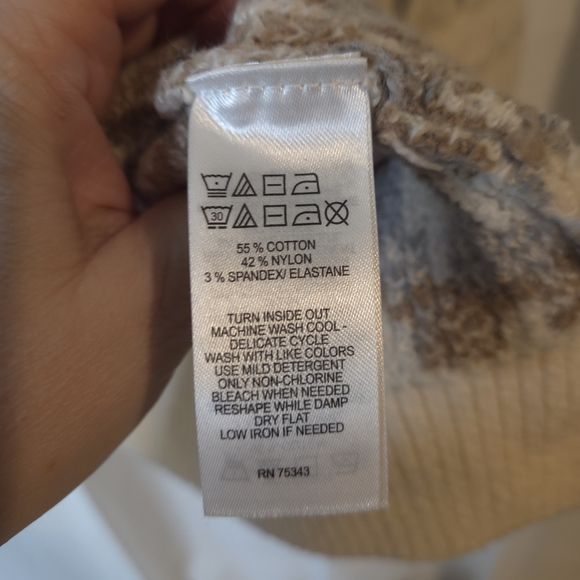 30
55 % COTTON
42 % NYLON
3 % SPANDEX/ ELASTANE
TURN INSIDE OUT
MACHINE WASH COOL -
DELICATE CYCLE
WASH WITH LIKE COLORS
USE MILD DETERGENT
ONLY NON-CHLORINE
BLEACH WHEN NEEDED
RESHAPE WHILE DAMP
DRY FLAT
LOW IRON IF NEEDED
RN 75343